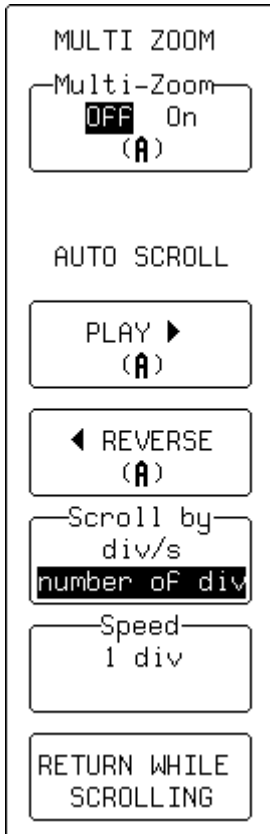 MULTI ZOOM
Multi-Zoom
OFF On
(A)
AUTO SCROLL
PLAY ▶
(A)
◀ REVERSE
(A)
Scroll by
div/s
number of div
Speed
1 div
RETURN WHILE
SCROLLING